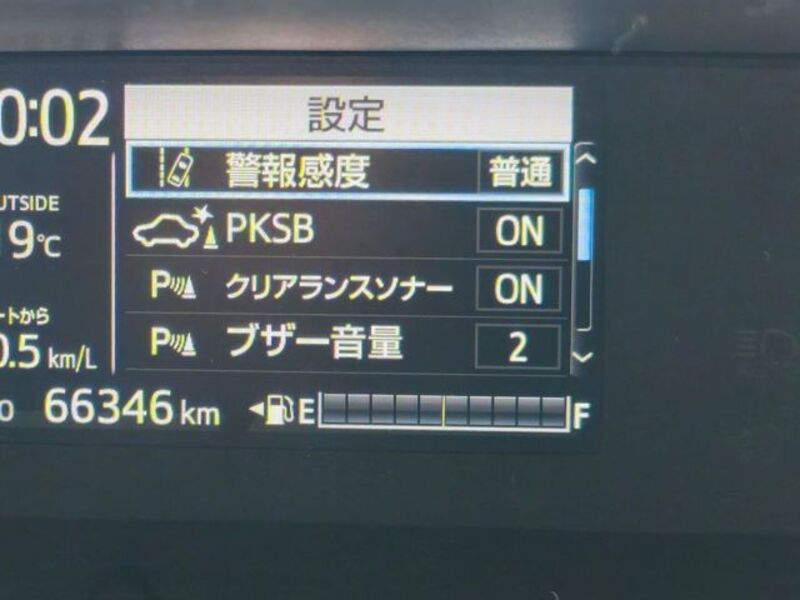 0:02
設定
警報感度 普通
UTSIDE
PKSB ON
9℃
P クリアランスソナー ON
ートから
P ブザー音量 2
0.5 km/L
66346 km E F